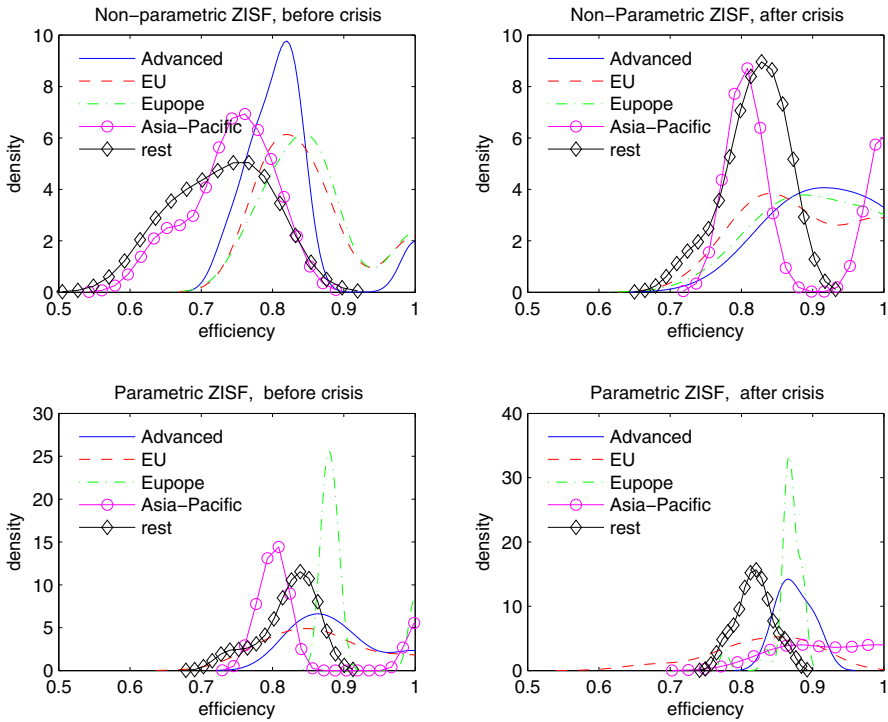 Non-parametric ZISF, before crisis
10
8
6
4
2
0
density
Advanced
EU
Eupope
Asia-Pacific
rest
0.5 0.6 0.7 0.8 0.9 1
efficiency
Non-Parametric ZISF, after crisis
10
8
6
4
2
0
density
Advanced
EU
Eupope
Asia-Pacific
rest
0.5 0.6 0.7 0.8 0.9 1
efficiency
Parametric ZISF, before crisis
30
25
20
15
10
5
0
density
Advanced
EU
Eupope
Asia-Pacific
rest
0.5 0.6 0.7 0.8 0.9 1
efficiency
Parametric ZISF, after crisis
40
30
20
10
0
density
Advanced
EU
Eupope
Asia-Pacific
rest
0.5 0.6 0.7 0.8 0.9 1
efficiency